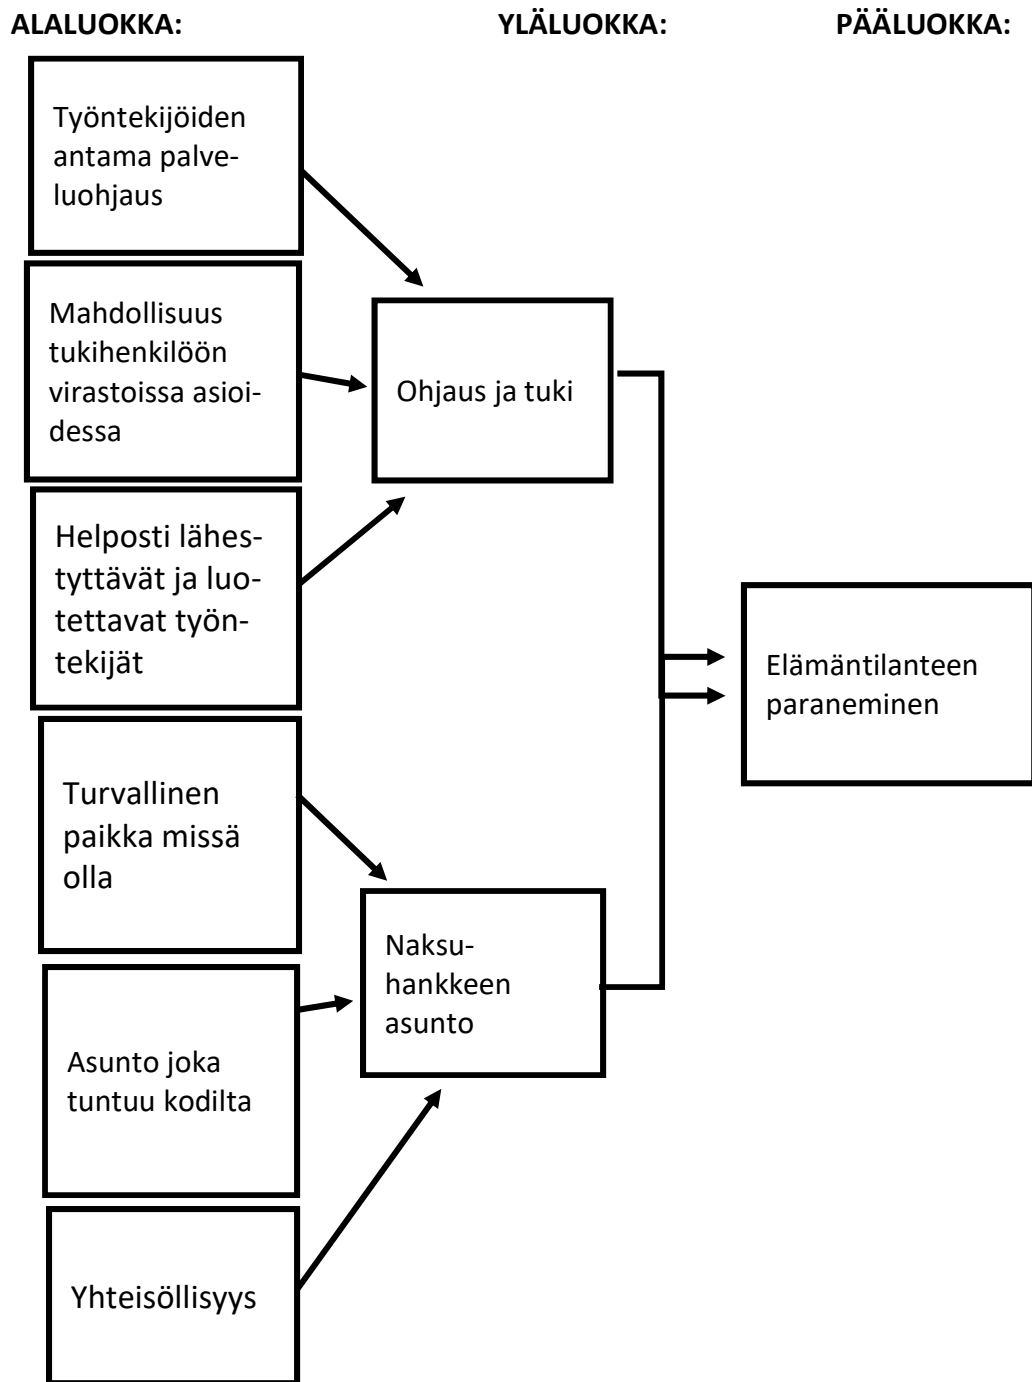 ALALUOKKA: YLÄLUOKKA: PÄÄLUOKKA:
Työntekijöiden
antama palve-
luohjaus
Mahdollisuus
tukihenkilöön
virastoissa asioi-
dessa
Helposti lähes-
tyttävät ja luo-
tettavat työn-
tekijät
Turvallinen
paikka missä
olla
Asunto joka
tuntuu kodilta
Yhteisöllisyys
Ohjaus ja tuki
Naksu-
hankkeen
asunto
Elämäntilanteen
paraneminen